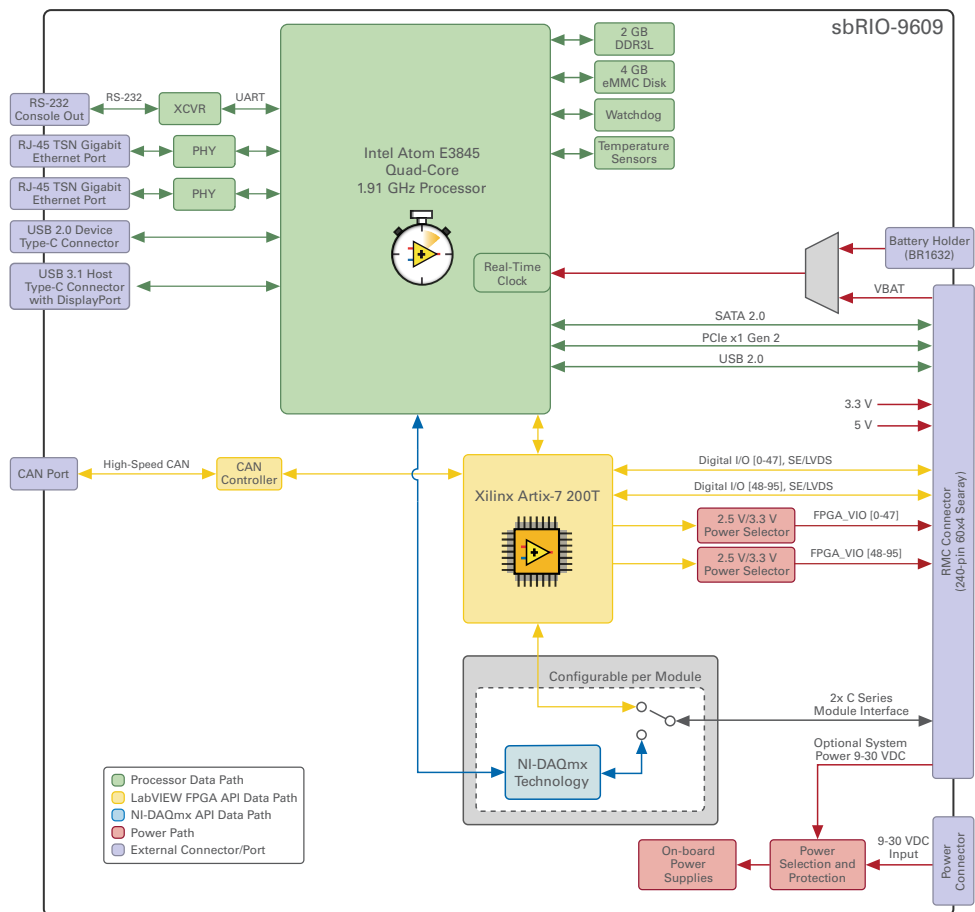 sbRIO-9609
2 GB
DDR3L
4 GB
eMMC Disk
Watchdog
Temperature
Sensors
RS-232
Console Out
RS-232
XCVR
UART
RJ-45 TSN Gigabit
Ethernet Port
PHY
RJ-45 TSN Gigabit
Ethernet Port
PHY
USB 2.0 Device
Type-C Connector
USB 3.1 Host
Type-C Connector
with DisplayPort
Intel Atom E3845
Quad-Core
1.91 GHz Processor
Real-Time
Clock
Battery Holder
(BR1632)
VBAT
SATA 2.0
PCIe x1 Gen 2
USB 2.0
3.3 V
5 V
CAN Port
High-Speed CAN
CAN
Controller
Xilinx Artix-7 200T
Digital I/O [0-47], SE/LVDS
Digital I/O [48-95], SE/LVDS
2.5 V/3.3 V
Power Selector
FPGA_VIO [0-47]
2.5 V/3.3 V
Power Selector
FPGA_VIO [48-95]
RMC Connector
(240-pin 60x4 Searay)
Configurable per Module
NI-DAQmx
Technology
2x C Series
Module Interface
Optional System
Power 9-30 VDC
Processor Data Path
LabVIEW FPGA API Data Path
NI-DAQmx API Data Path
Power Path
External Connector/Port
On-board
Power
Supplies
Power
Selection and
Protection
9-30 VDC
Input
Power
Connector